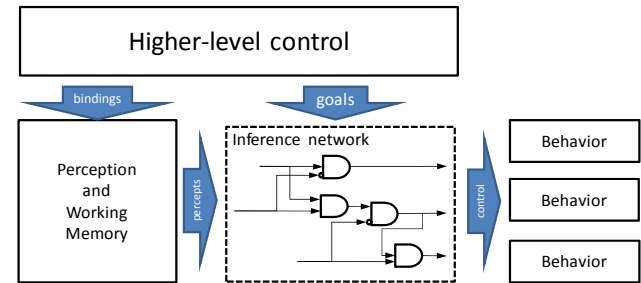 Higher-level control
bindings
goals
Perception
and
Working
Memory
percepts
Inference network
control
Behavior
Behavior
Behavior